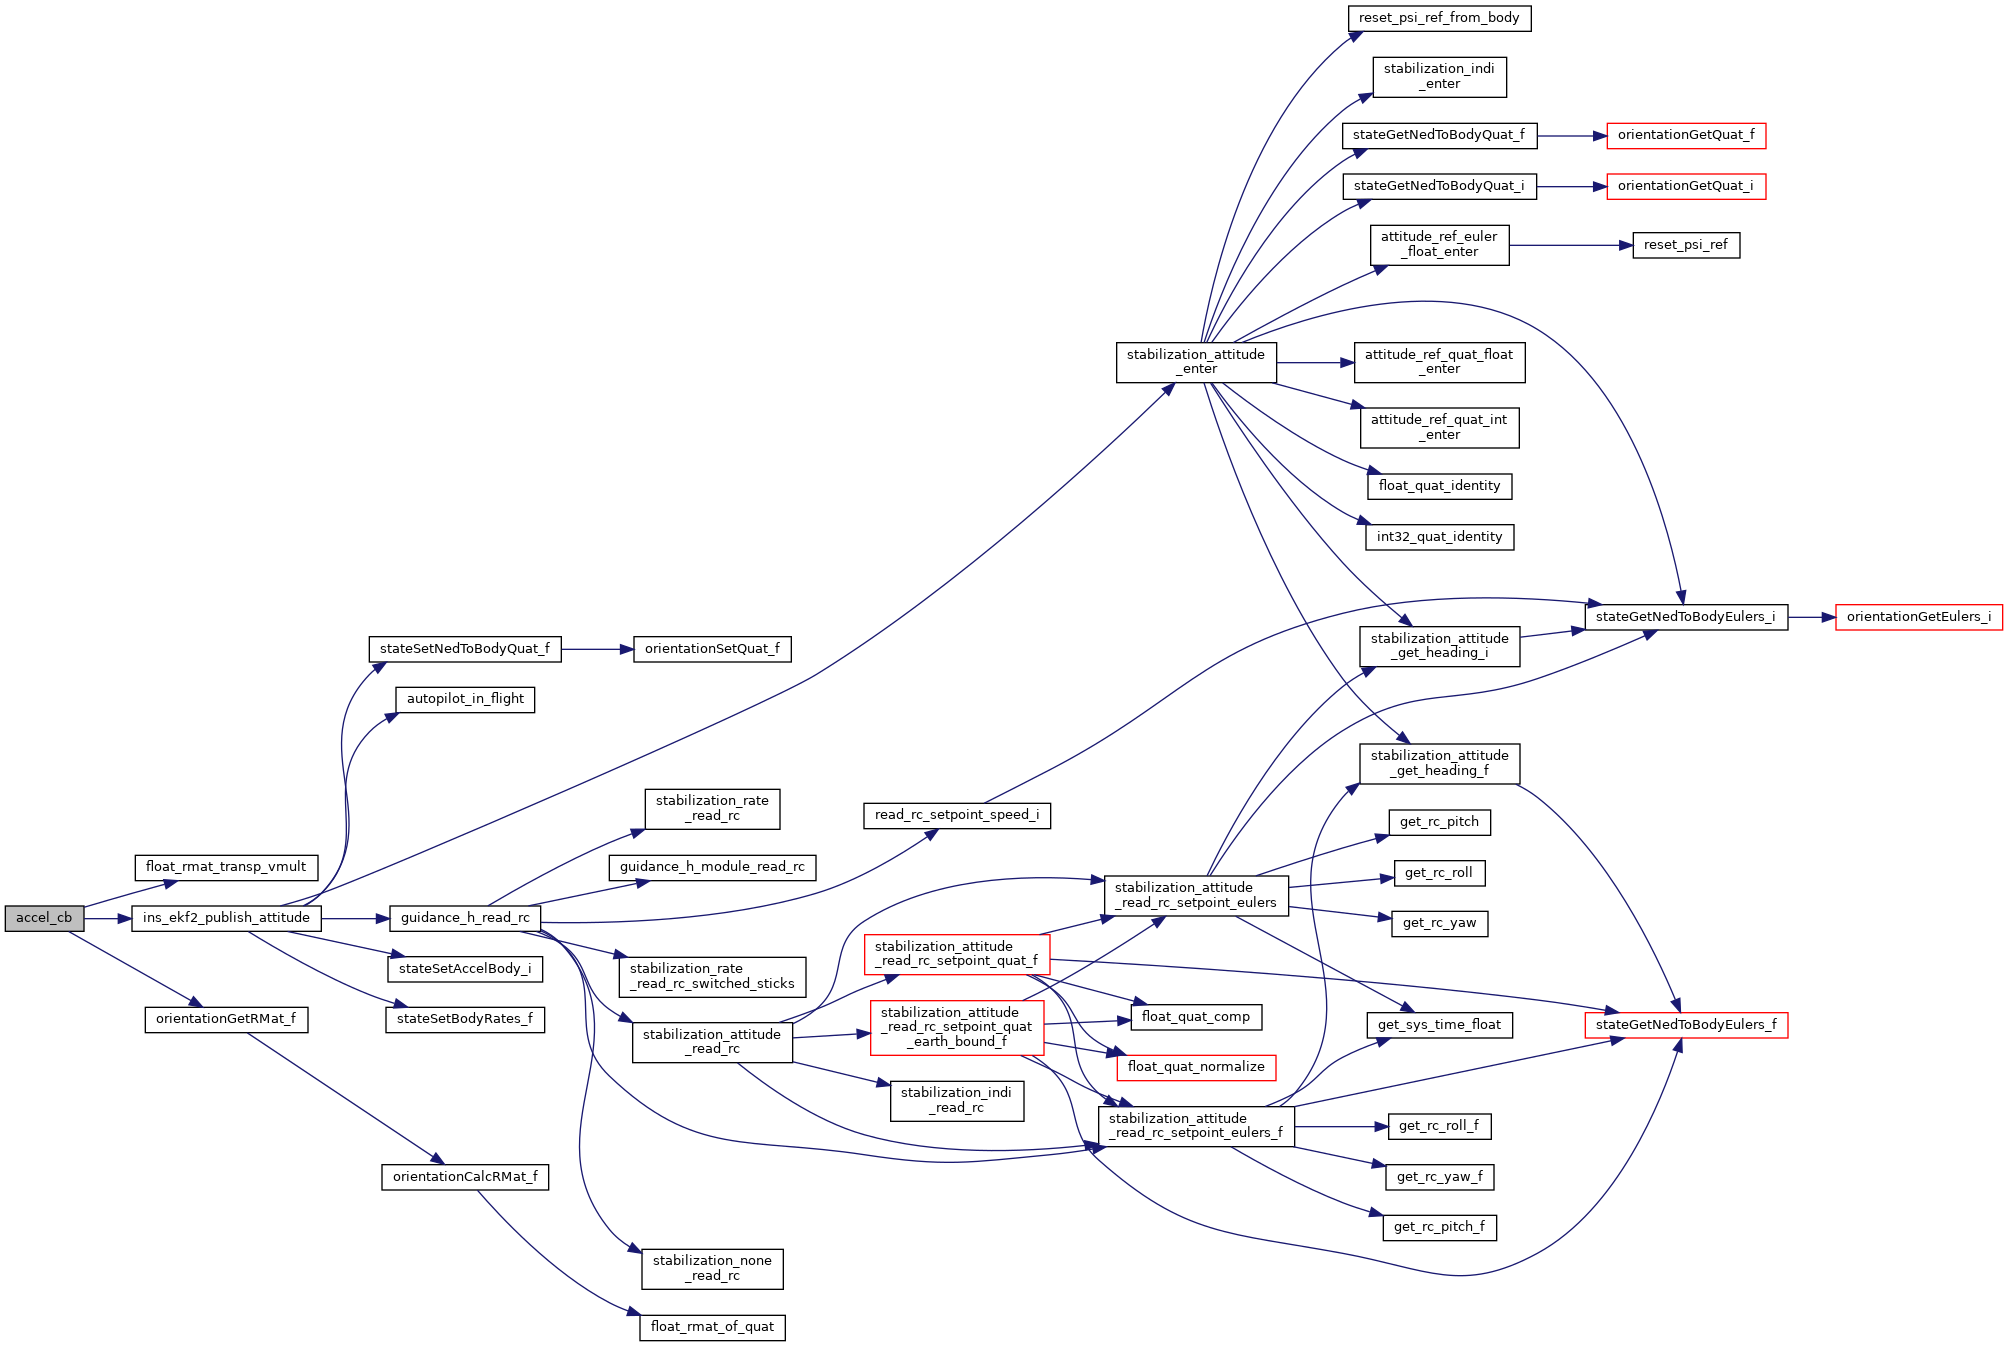 reset_psi_ref_from_body
stabilization_indi
_enter
stateGetNedToBodyQuat_f
orientationGetQuat_f
stateGetNedToBodyQuat_i
orientationGetQuat_i
attitude_ref_euler
_float_enter
reset_psi_ref
stabilization_attitude
_enter
attitude_ref_quat_float
_enter
attitude_ref_quat_int
_enter
float_quat_identity
int32_quat_identity
stateGetNedToBodyEulers_i
orientationGetEulers_i
stabilization_attitude
_get_heading_i
stateSetNedToBodyQuat_f
orientationSetQuat_f
autopilot_in_flight
stabilization_attitude
_get_heading_f
stabilization_rate
_read_rc
read_rc_setpoint_speed_i
get_rc_pitch
float_rmat_transp_vmult
guidance_h_module_read_rc
get_rc_roll
stabilization_attitude
_read_rc_setpoint_eulers
accel_cb
ins_ekf2_publish_attitude
guidance_h_read_rc
get_rc_yaw
stabilization_attitude
_read_rc_setpoint_quat_f
stateSetAccelBody_i
stabilization_rate
_read_rc_switched_sticks
orientationGetRMat_f
stateSetBodyRates_f
stabilization_attitude
_read_rc_setpoint_quat
_earth_bound_f
float_quat_comp
get_sys_time_float
stateGetNedToBodyEulers_f
stabilization_attitude
_read_rc
float_quat_normalize
stabilization_indi
_read_rc
stabilization_attitude
_read_rc_setpoint_eulers_f
get_rc_roll_f
orientationCalcRMat_f
get_rc_yaw_f
get_rc_pitch_f
stabilization_none
_read_rc
float_rmat_of_quat